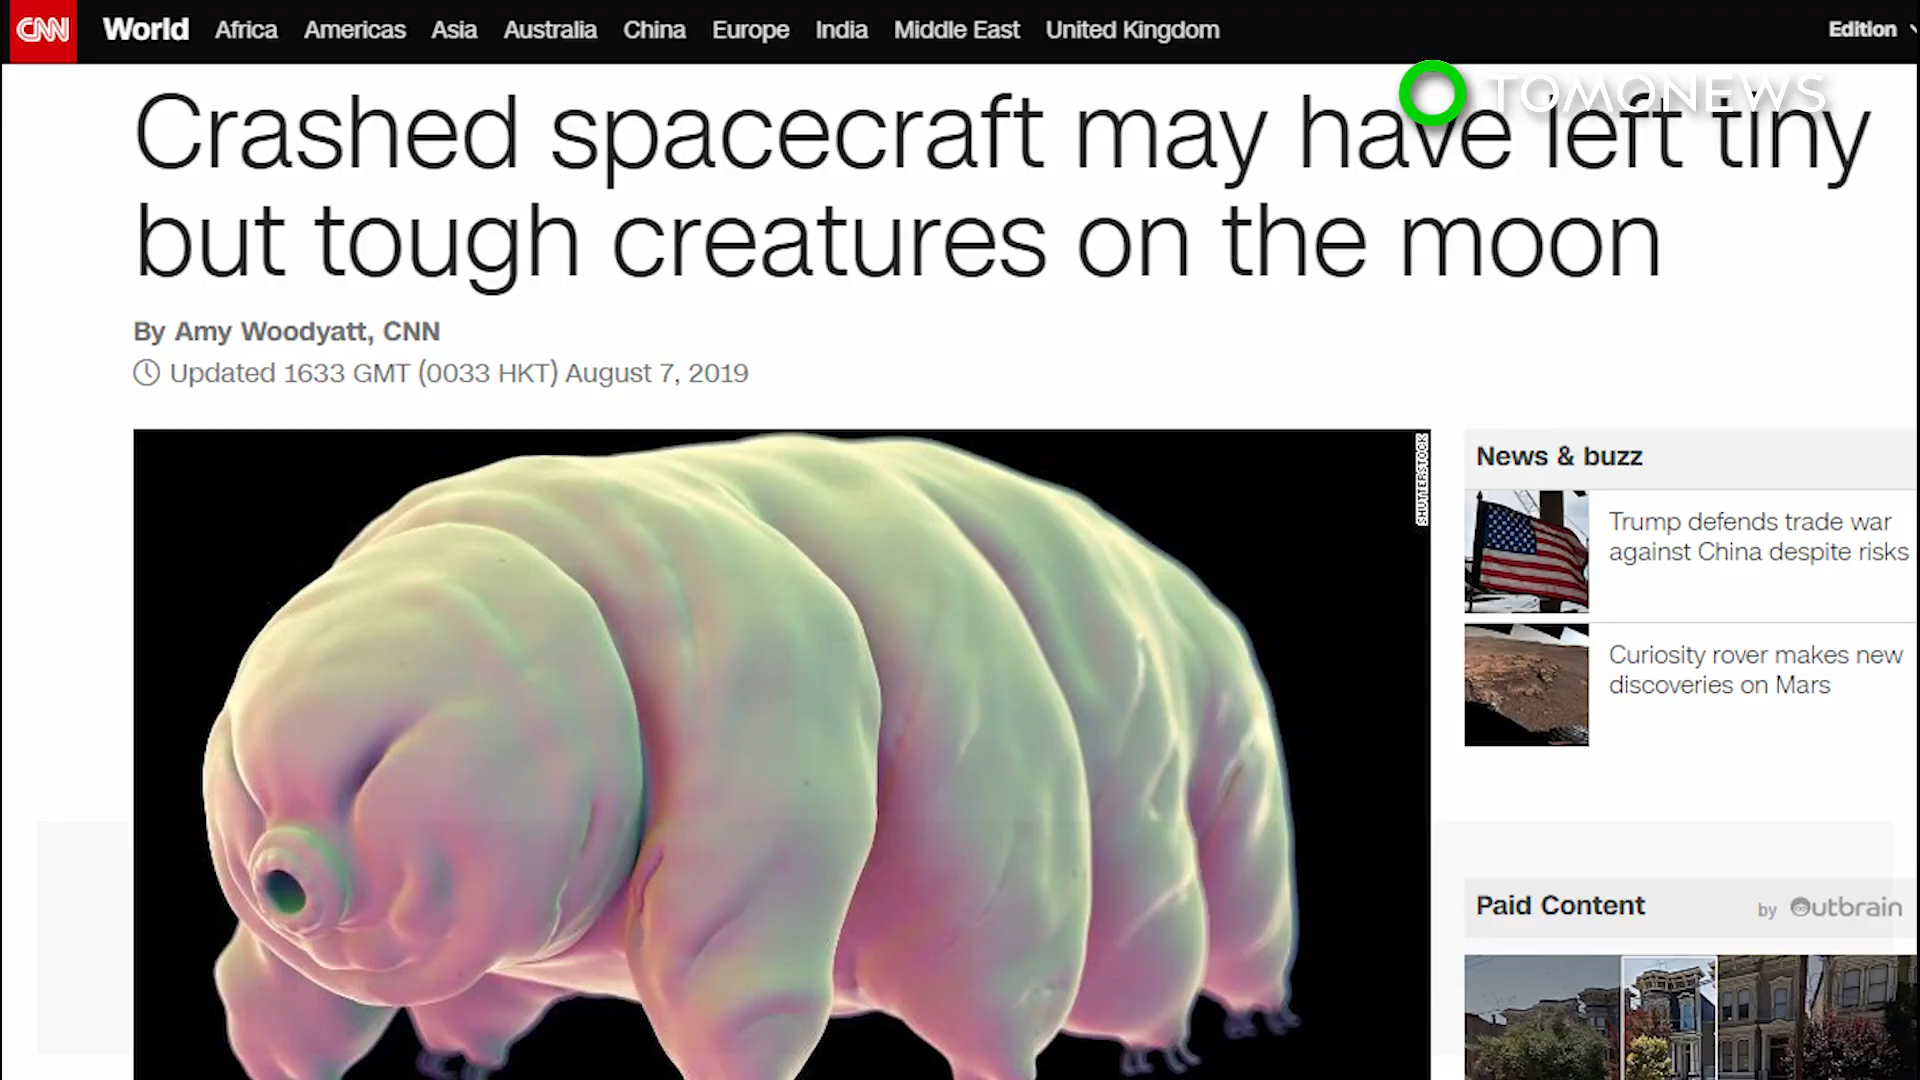 CNN World Africa Americas Asia Australia China Europe India Middle East United Kingdom Edition
TOMONEWS
Crashed spacecraft may have left tiny
but tough creatures on the moon
By Amy Woodyatt, CNN
Updated 1633 GMT (0033 HKT) August 7, 2019
SHUTTERSTOCK
News & buzz
Trump defends trade war
against China despite risks
Curiosity rover makes new
discoveries on Mars
Paid Content by Outbrain